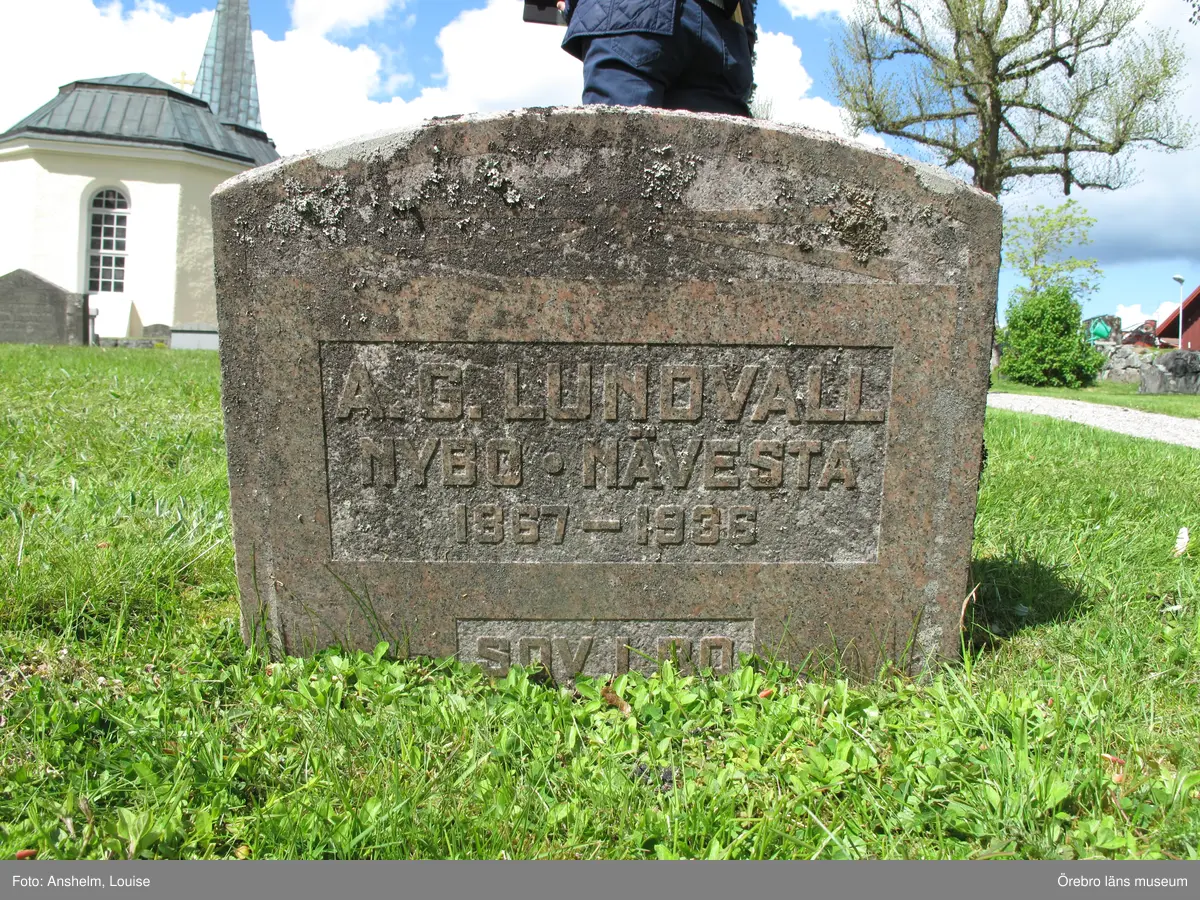 A. G. LUNDVALL
NYBO · NÄVESTA
1867 — 1936
SOV I RO
Foto: Anshelm, Louise
Örebro läns museum